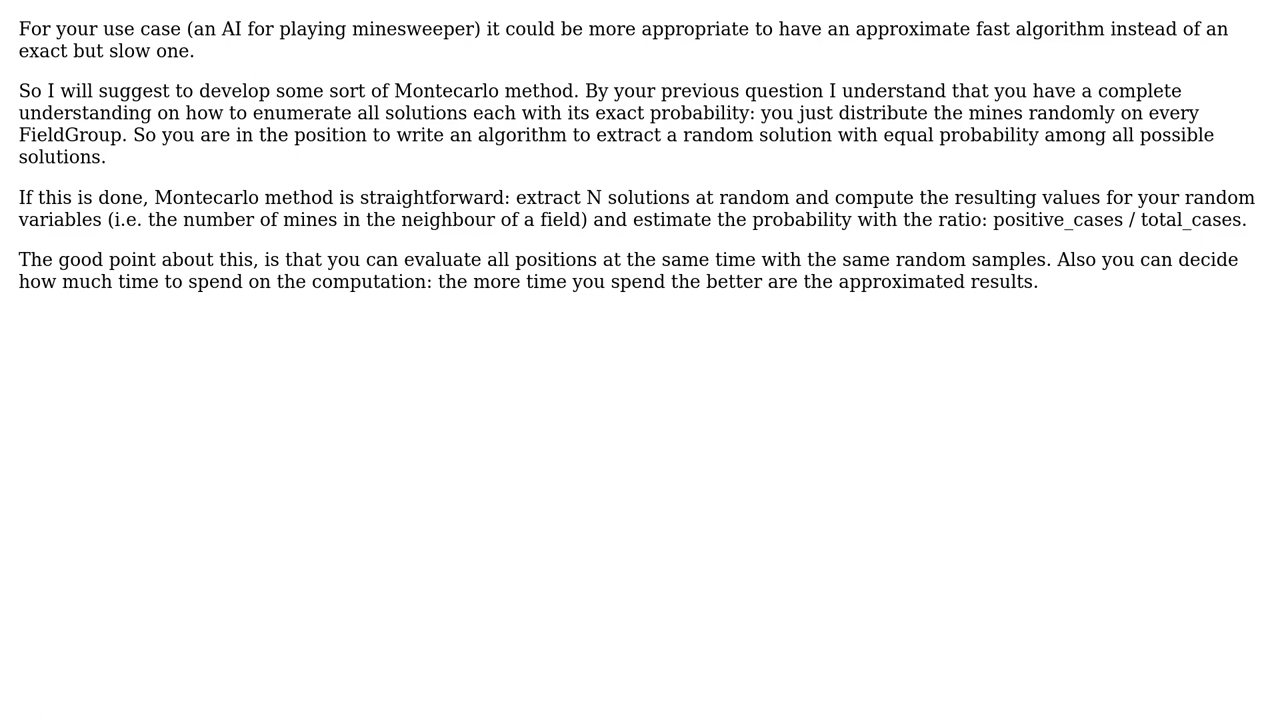 For your use case (an AI for playing minesweeper) it could be more appropriate to have an approximate fast algorithm instead of an
exact but slow one.
So I will suggest to develop some sort of Montecarlo method. By your previous question I understand that you have a complete
understanding on how to enumerate all solutions each with its exact probability: you just distribute the mines randomly on every
FieldGroup. So you are in the position to write an algorithm to extract a random solution with equal probability among all possible
solutions.
If this is done, Montecarlo method is straightforward: extract N solutions at random and compute the resulting values for your random
variables (i.e. the number of mines in the neighbour of a field) and estimate the probability with the ratio: positive_cases / total_cases.
The good point about this, is that you can evaluate all positions at the same time with the same random samples. Also you can decide
how much time to spend on the computation: the more time you spend the better are the approximated results.